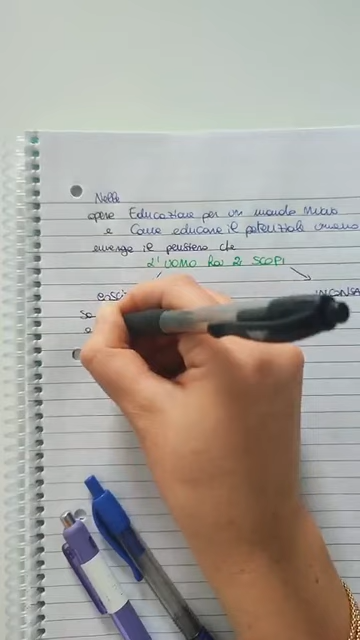 Nelle
opere Educazione per un mondo nuovo
e Come educare il potenziale umano
emerge il pensiero che
L'UOMO HA 2 SCOPI